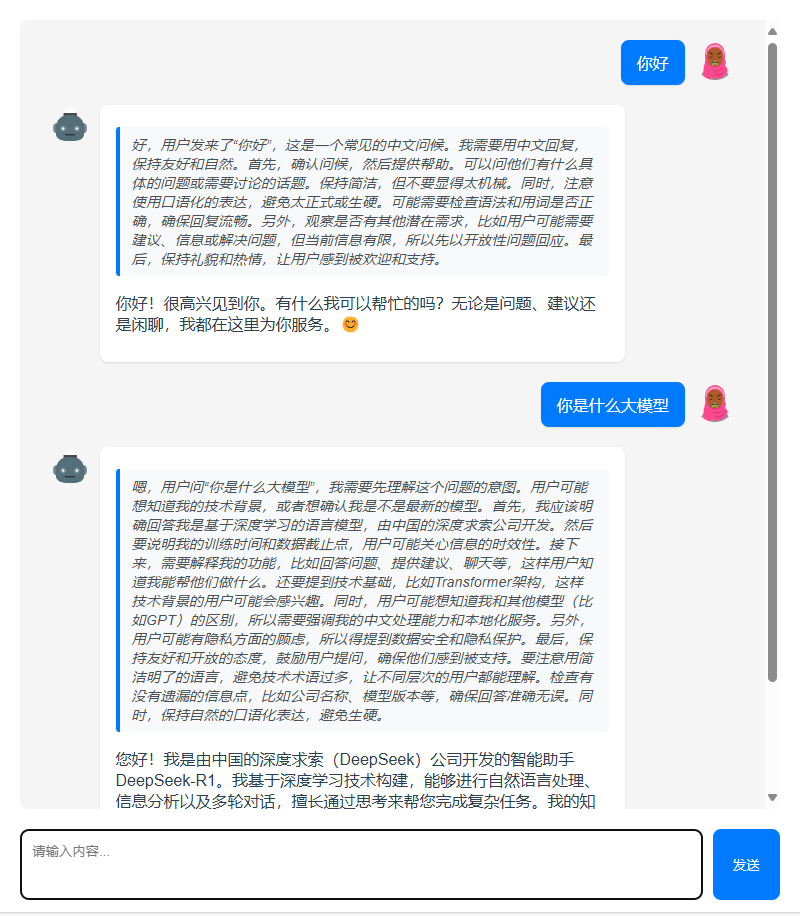 你好
好，用户发来了“你好”，这是一个常见的中文问候。我需要用中文回复，
保持友好和自然。首先，确认问候，然后提供帮助。可以问他们有什么具
体的问题或需要讨论的话题。保持简洁，但不要显得太机械。同时，注意
使用口语化的表达，避免太正式或生硬。可能需要检查语法和用词是否正
确，确保回复流畅。另外，观察是否有其他潜在需求，比如用户可能需要
建议、信息或解决问题，但当前信息有限，所以先以开放性问题回应。最
后，保持礼貌和热情，让用户感到被欢迎和支持。
你好！很高兴见到你。有什么我可以帮忙的吗？无论是问题、建议还
是闲聊，我都在这里为你服务。😊
你是什么大模型
嗯，用户问“你是什么大模型”，我需要先理解这个问题的意图。用户可能
想知道我的技术背景，或者想确认我是不是最新的模型。首先，我应该明
确回答我是基于深度学习的语言模型，由中国的深度求索公司开发。然后
要说明我的训练时间和数据截止点，用户可能关心信息的时效性。接下
来，需要解释我的功能，比如回答问题、提供建议、聊天等，这样用户知
道我能帮他们做什么。还要提到技术基础，比如Transformer架构，这样
技术背景的用户可能会感兴趣。同时，用户可能想知道我和其他模型（比
如GPT）的区别，所以需要强调我的中文处理能力和本地化服务。另外，
用户可能有隐私方面的顾虑，所以得提到数据安全和隐私保护。最后，保
持友好和开放的态度，鼓励用户提问，确保他们感到被支持。要注意用简
洁明了的语言，避免技术术语过多，让不同层次的用户都能理解。检查有
没有遗漏的信息点，比如公司名称、模型版本等，确保回答准确无误。同
时，保持自然的口语化表达，避免生硬。
您好！我是由中国的深度求索（DeepSeek）公司开发的智能助手
DeepSeek-R1。我基于深度学习技术构建，能够进行自然语言处理、
信息分析以及多轮对话，擅长通过思考来帮您完成复杂任务。我的知
请输入内容...
发送